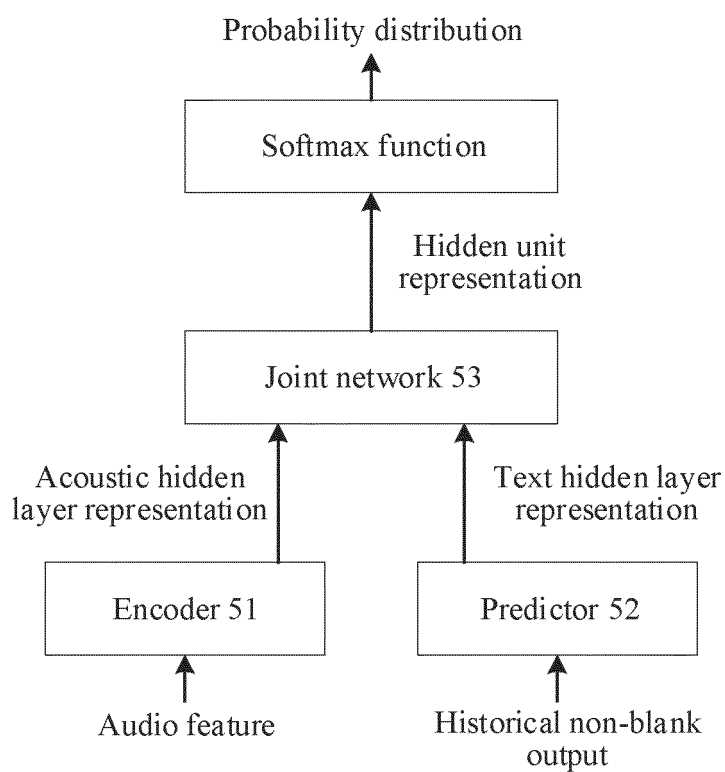 Probability distribution
Softmax function
Hidden unit
representation
Joint network 53
Acoustic hidden
layer representation
Text hidden layer
representation
Encoder 51
Predictor 52
Audio feature
Historical non-blank
output